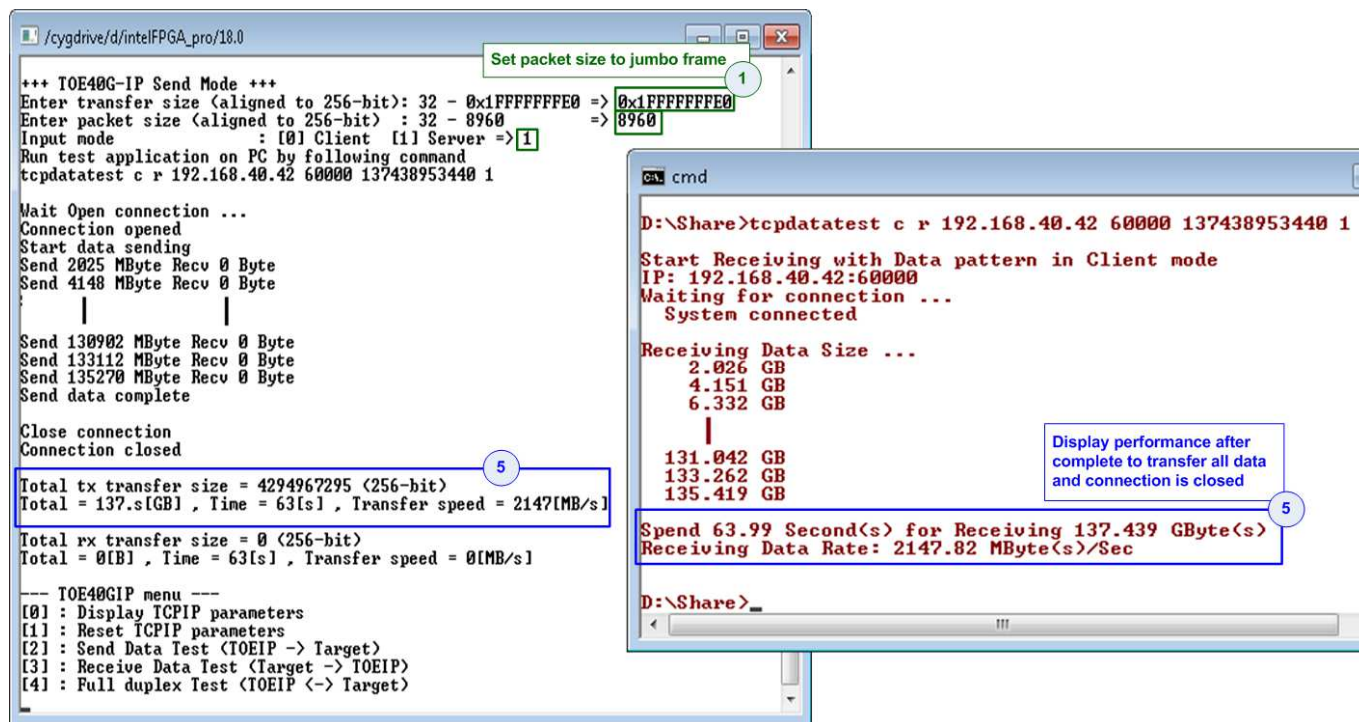 /cygdrive/d/intelFPGA_pro/18.0
Set packet size to jumbo frame
1
+++ TOE40G-IP Send Mode +++
Enter transfer size (aligned to 256-bit): 32 - 0x1FFFFFFFE0 => 0x1FFFFFFFE0
Enter packet size (aligned to 256-bit) : 32 - 8960 => 8960
Input mode : [0] Client [1] Server => 1
Run test application on PC by following command
tcpdatatest c r 192.168.40.42 60000 137438953440 1
Wait Open connection ...
Connection opened
Start data sending
Send 2025 MByte Recv 0 Byte
Send 4148 MByte Recv 0 Byte
:
Send 130902 MByte Recv 0 Byte
Send 133112 MByte Recv 0 Byte
Send 135270 MByte Recv 0 Byte
Send data complete
Close connection
Connection closed
5
Total tx transfer size = 4294967295 (256-bit)
Total = 137.s[GB] , Time = 63[s] , Transfer speed = 2147[MB/s]
Total rx transfer size = 0 (256-bit)
Total = 0[B] , Time = 63[s] , Transfer speed = 0[MB/s]
--- TOE40GIP menu ---
[0] : Display TCPIP parameters
[1] : Reset TCPIP parameters
[2] : Send Data Test (TOEIP -> Target)
[3] : Receive Data Test (Target -> TOEIP)
[4] : Full duplex Test (TOEIP <-> Target)
cmd
D:\Share>tcpdatatest c r 192.168.40.42 60000 137438953440 1
Start Receiving with Data pattern in Client mode
IP: 192.168.40.42:60000
Waiting for connection ...
System connected
Receiving Data Size ...
2.026 GB
4.151 GB
6.332 GB
131.042 GB
133.262 GB
135.419 GB
Display performance after
complete to transfer all data
and connection is closed
5
Spend 63.99 Second(s) for Receiving 137.439 GByte(s)
Receiving Data Rate: 2147.82 MByte(s)/Sec
D:\Share>_